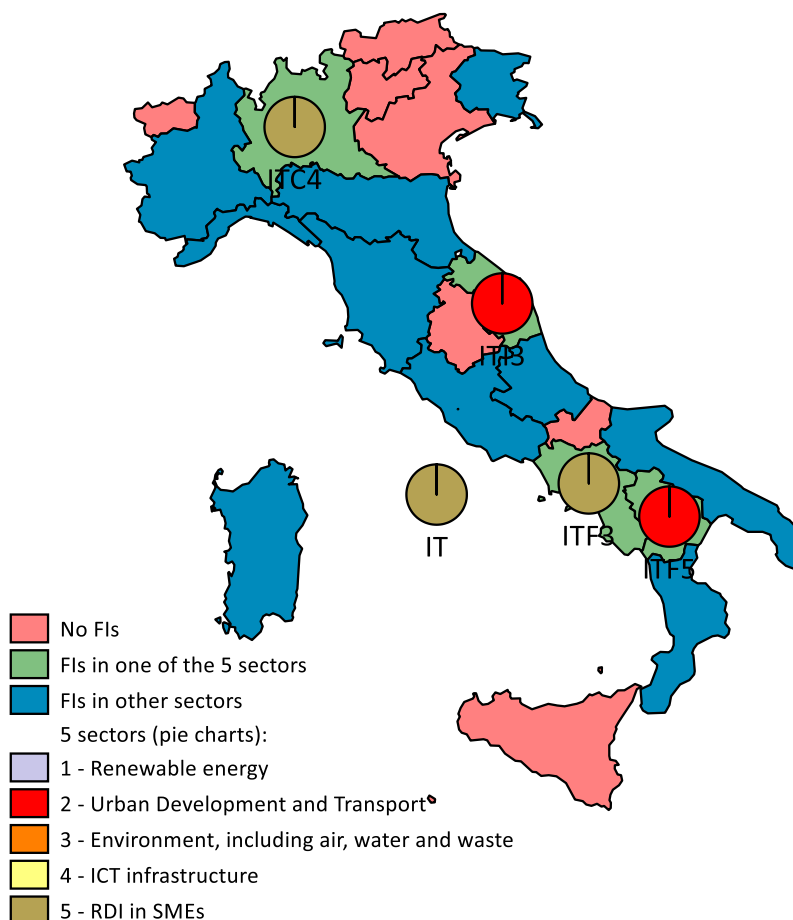 ITC4
ITI3
ITF3
IT
ITF5
No FIs
FIs in one of the 5 sectors
FIs in other sectors
5 sectors (pie charts):
1 - Renewable energy
2 - Urban Development and Transport
3 - Environment, including air, water and waste
4 - ICT infrastructure
5 - RDI in SMEs